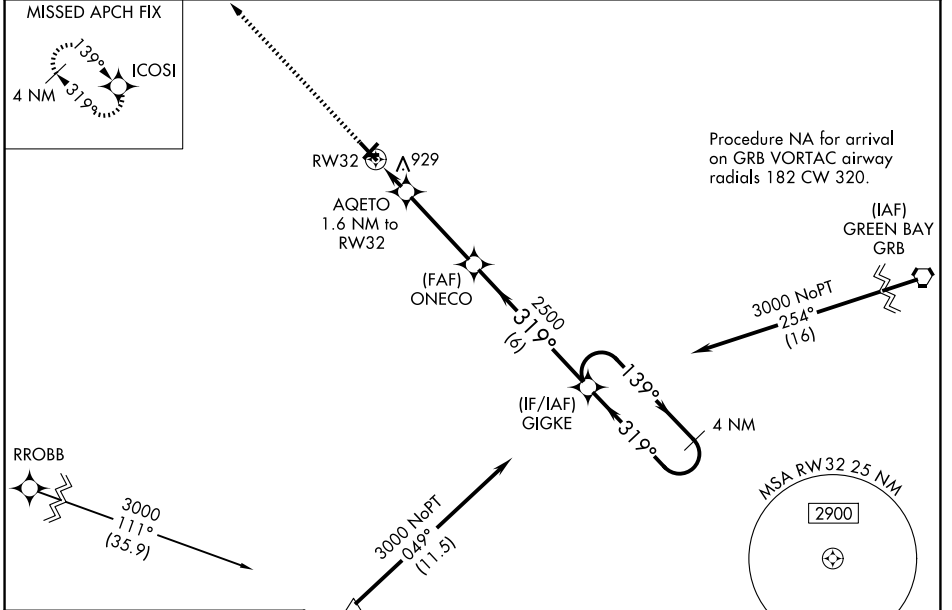 MISSED APCH FIX
139°
ICOSI
4 NM
319°
RW32
929
AQETO
1.6 NM to
RW32
(FAF)
ONECO
Procedure NA for arrival
on GRB VORTAC airway
radials 182 CW 320.
(IAF)
GREEN BAY
GRB
3000 NoPT
254°
(16)
2500
319°
(6)
(IF/IAF)
GIGKE
139°
319°
4 NM
RROBB
3000
111°
(35.9)
3000 NoPT
049°
(11.5)
MSA RW32 25 NM
2900